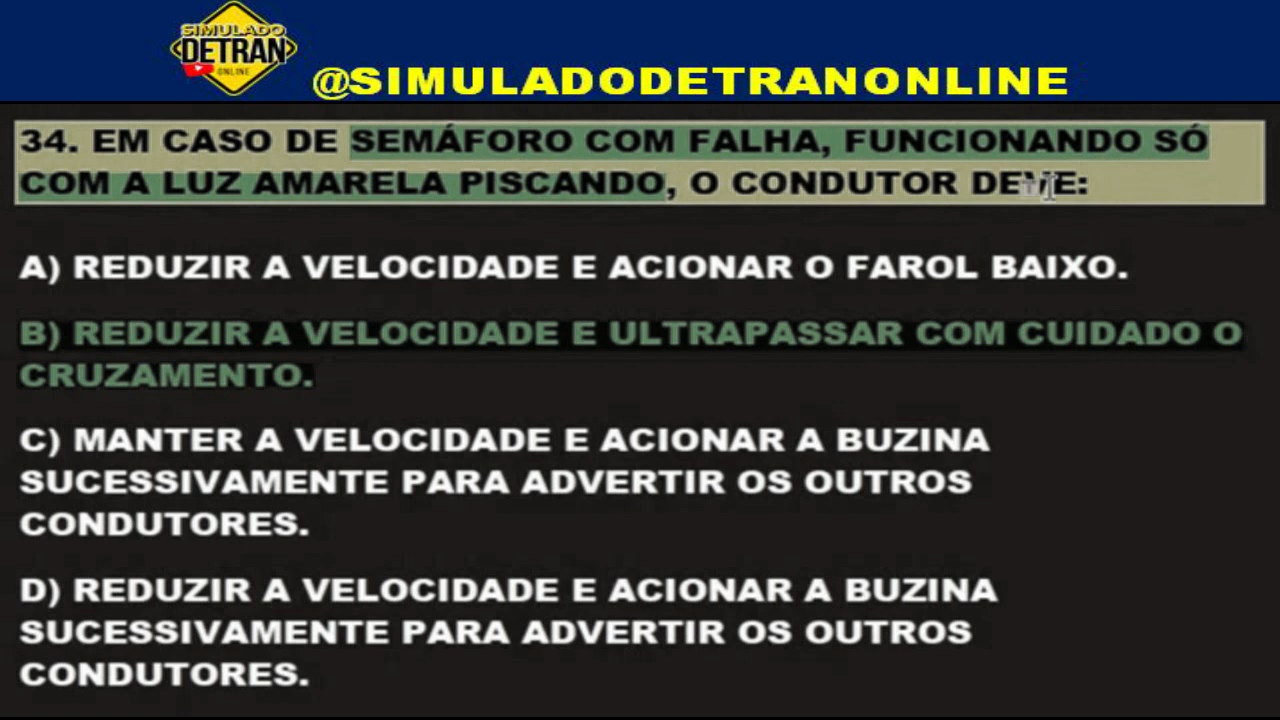 SIMULADO
DETRAN
ONLINE
@SIMULADODETRANONLINE
34. EM CASO DE SEMÁFORO COM FALHA, FUNCIONANDO SÓ
COM A LUZ AMARELA PISCANDO, O CONDUTOR DEVE:
A) REDUZIR A VELOCIDADE E ACIONAR O FAROL BAIXO.
B) REDUZIR A VELOCIDADE E ULTRAPASSAR COM CUIDADO O
CRUZAMENTO.
C) MANTER A VELOCIDADE E ACIONAR A BUZINA
SUCESSIVAMENTE PARA ADVERTIR OS OUTROS
CONDUTORES.
D) REDUZIR A VELOCIDADE E ACIONAR A BUZINA
SUCESSIVAMENTE PARA ADVERTIR OS OUTROS
CONDUTORES.